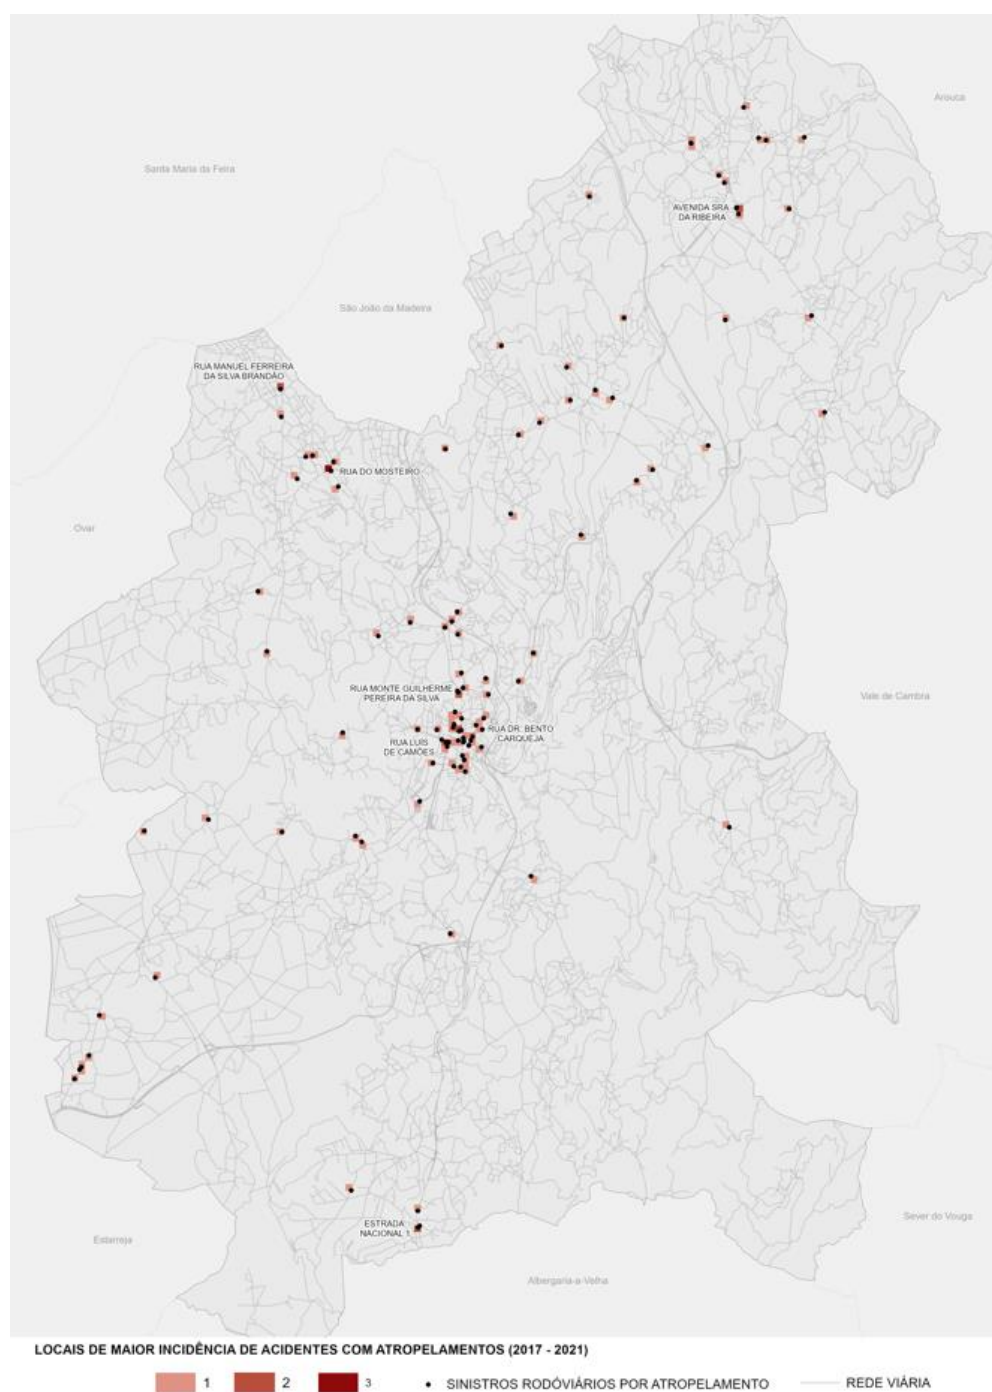 Arouca
Santa Maria da Feira
AVENIDA SRA
DA RIBEIRA
São João da Madeira
RUA MANUEL FERREIRA
DA SILVA BRANDÃO
RUA DO MOSTEIRO
Ovar
RUA MONTE GUILHERME
PEREIRA DA SILVA
Vale de Cambra
RUA DR. BENTO
CARQUEJA
RUA LUIS
DE CAMÕES
Sever do Vouga
ESTRADA
NACIONAL 1
Estarreja
Albergaria-a-Velha
LOCAIS DE MAIOR INCIDÊNCIA DE ACIDENTES COM ATROPELAMENTOS (2017 - 2021)
1 2 3 SINISTROS RODÓVIÁRIOS POR ATROPELAMENTO REDE VIÁRIA